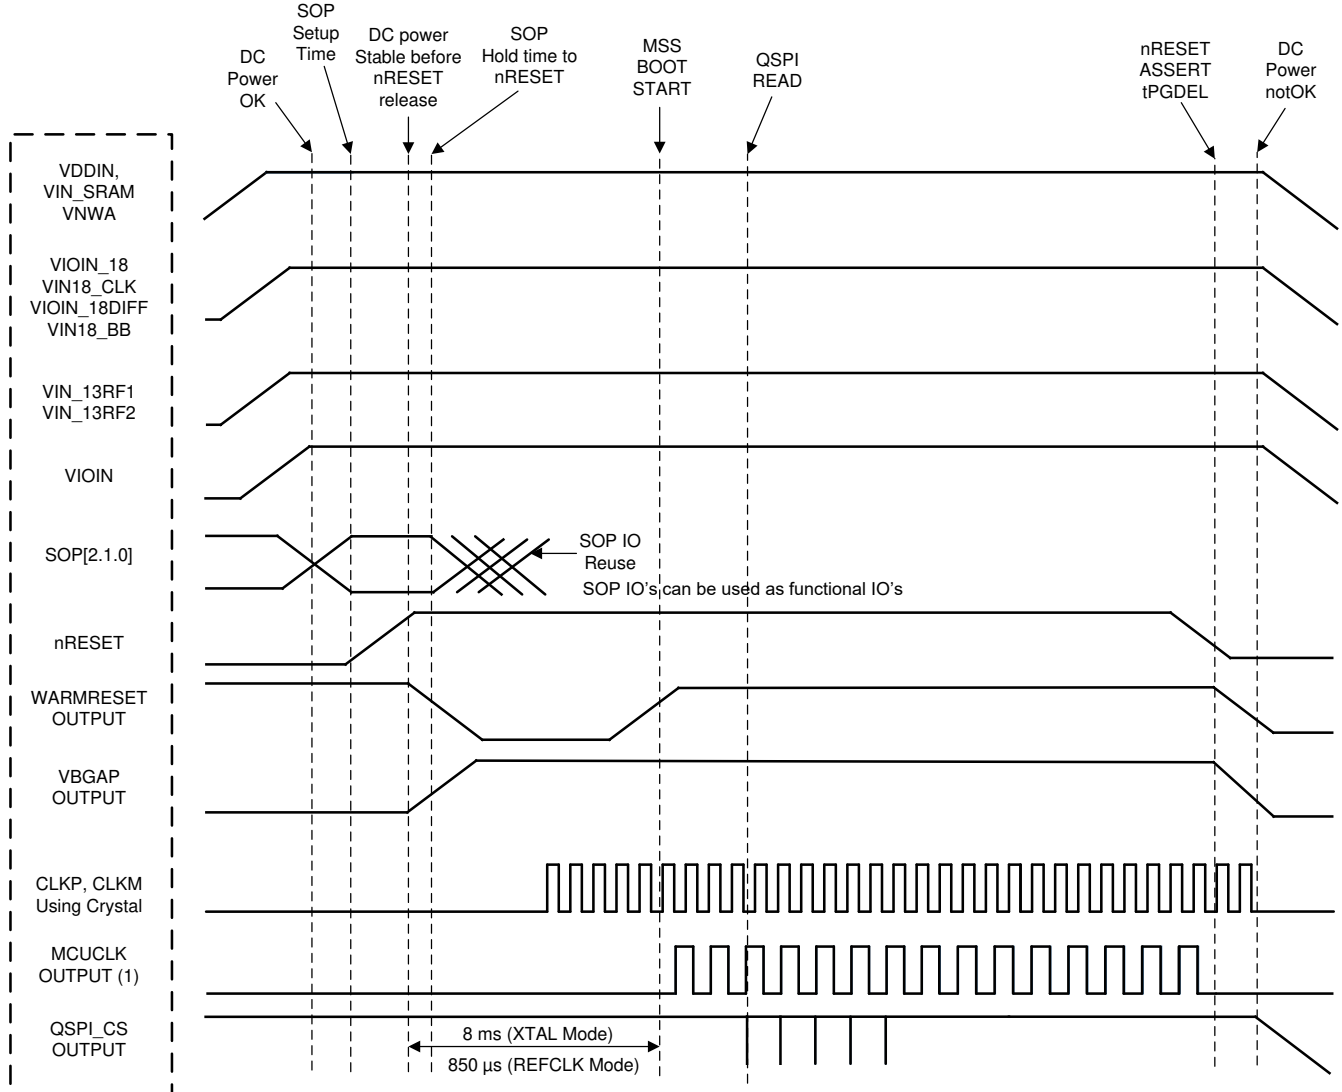 DC
Power
OK
SOP
Setup
Time
DC power
Stable before
nRESET
release
SOP
Hold time to
nRESET
MSS
BOOT
START
QSPI
READ
nRESET
ASSERT
tPGDEL
DC
Power
notOK
VDDIN,
VIN_SRAM
VNWA
VIOIN_18
VIN18_CLK
VIOIN_18DIFF
VIN18_BB
VIN_13RF1
VIN_13RF2
VIOIN
SOP[2.1.0]
SOP IO
Reuse
SOP IO's can be used as functional IO's
nRESET
WARMRESET
OUTPUT
VBGAP
OUTPUT
CLKP, CLKM
Using Crystal
MCUCLK
OUTPUT (1)
QSPI_CS
OUTPUT
8 ms (XTAL Mode)
850 µs (REFCLK Mode)